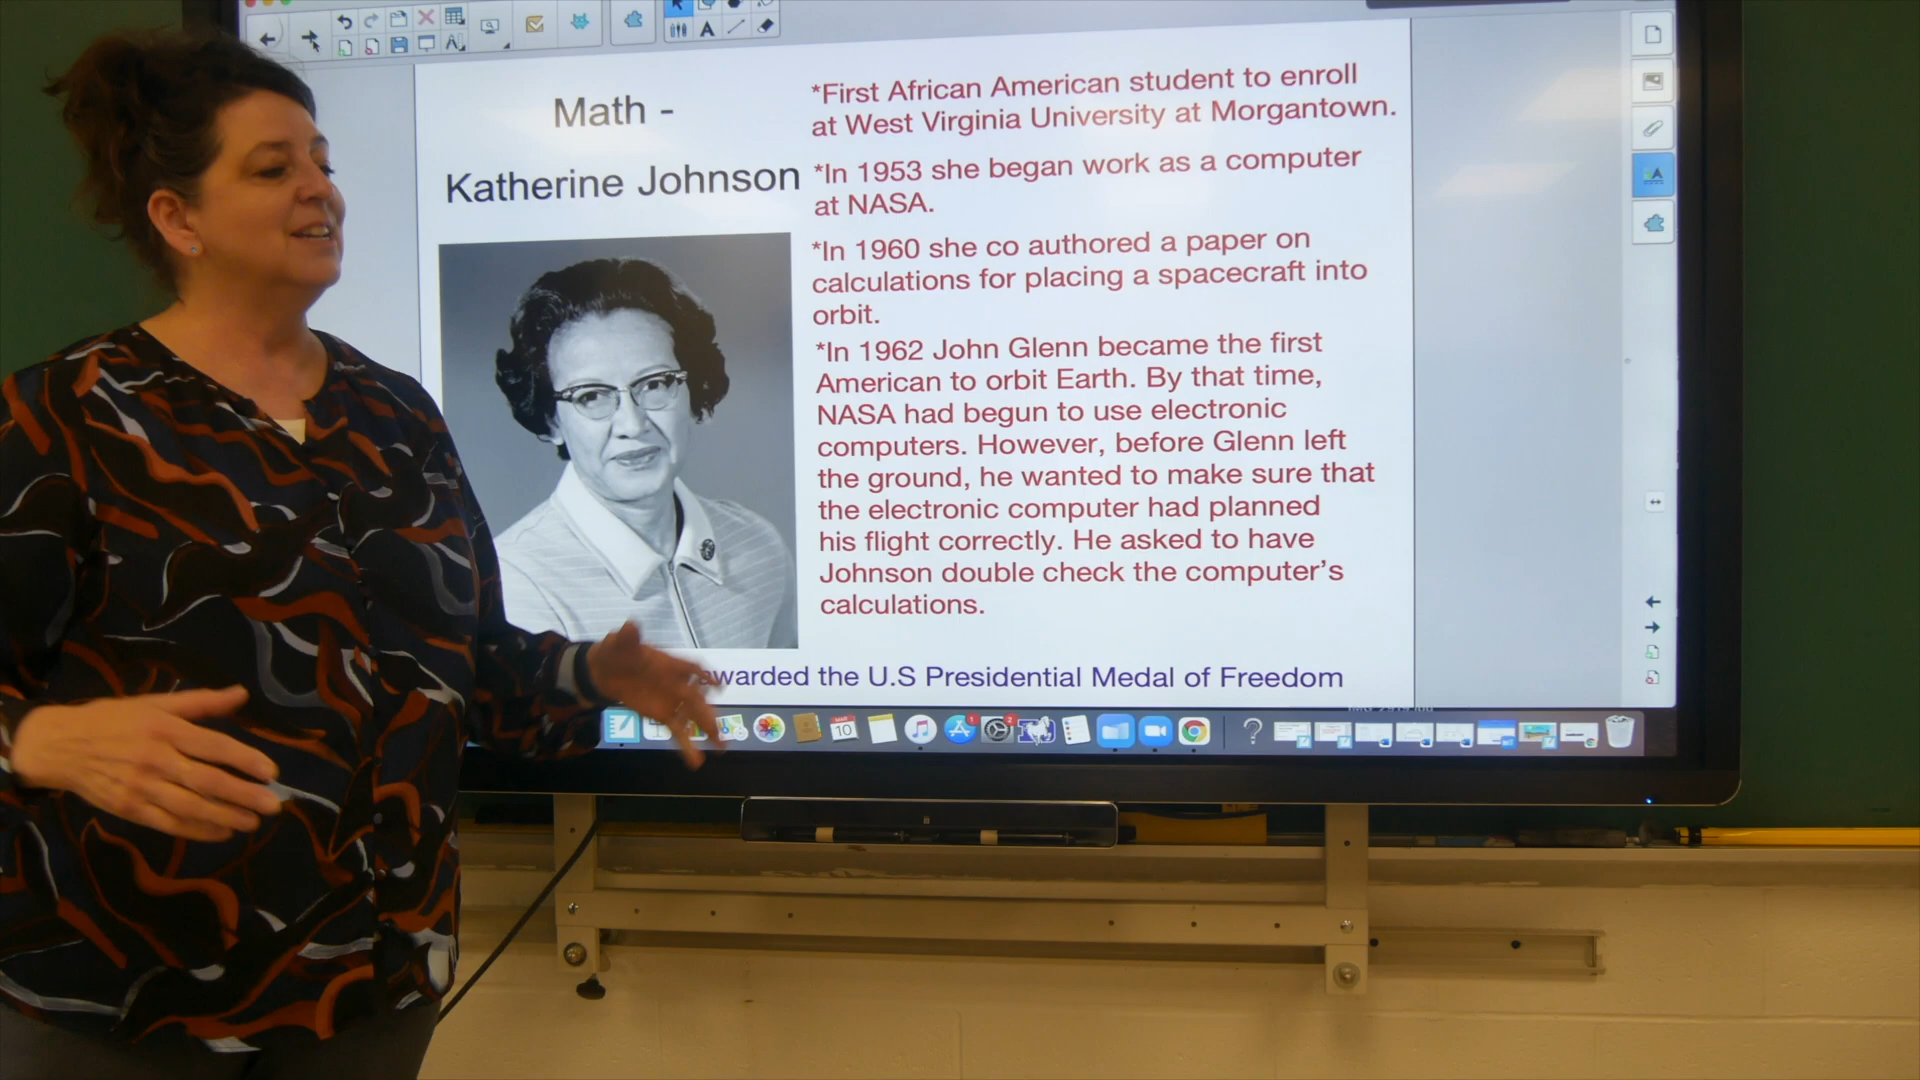 Math -
Katherine Johnson
*First African American student to enroll
at West Virginia University at Morgantown.
*In 1953 she began work as a computer
at NASA.
*In 1960 she co authored a paper on
calculations for placing a spacecraft into
orbit.
*In 1962 John Glenn became the first
American to orbit Earth. By that time,
NASA had begun to use electronic
computers. However, before Glenn left
the ground, he wanted to make sure that
the electronic computer had planned
his flight correctly. He asked to have
Johnson double check the computer's
calculations.
awarded the U.S Presidential Medal of Freedom
MAR
10
1
2